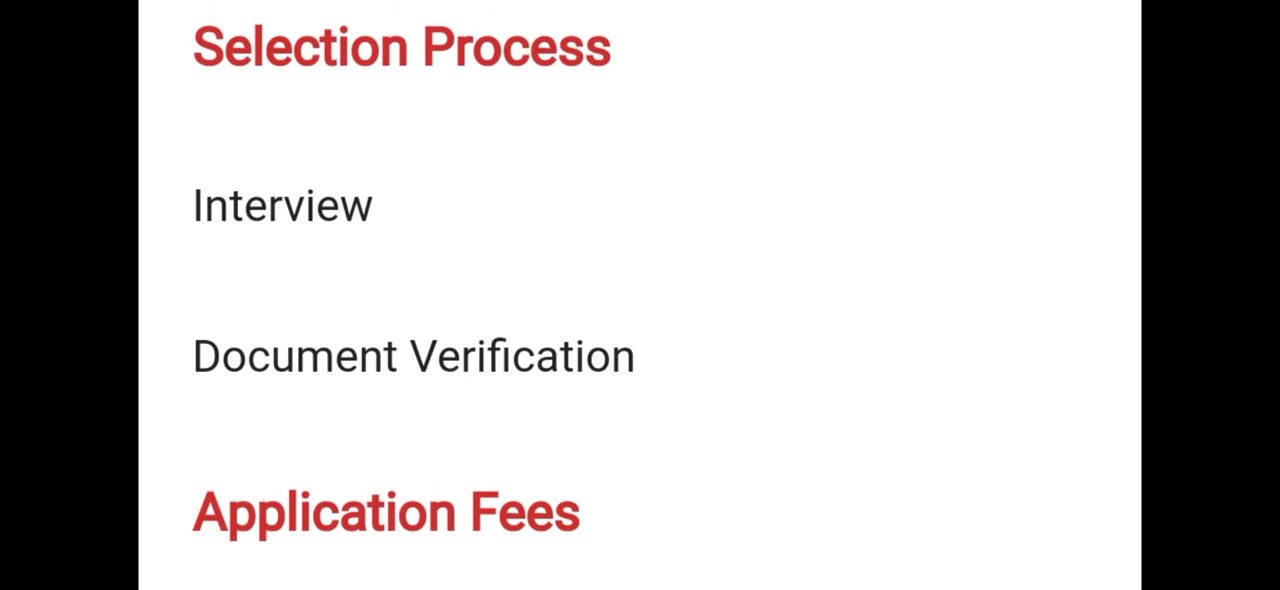 Selection Process
Interview
Document Verification
Application Fees